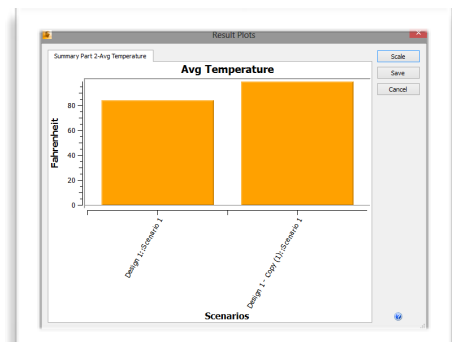 Result Plots
Summary Part 2-Avg Temperature
Scale
Save
Cancel
Avg Temperature
Fahrenheit
80
60
40
20
0
Design 1::Scenario 1
Design 1 - Copy (1)::Scenario 1
Scenarios
?